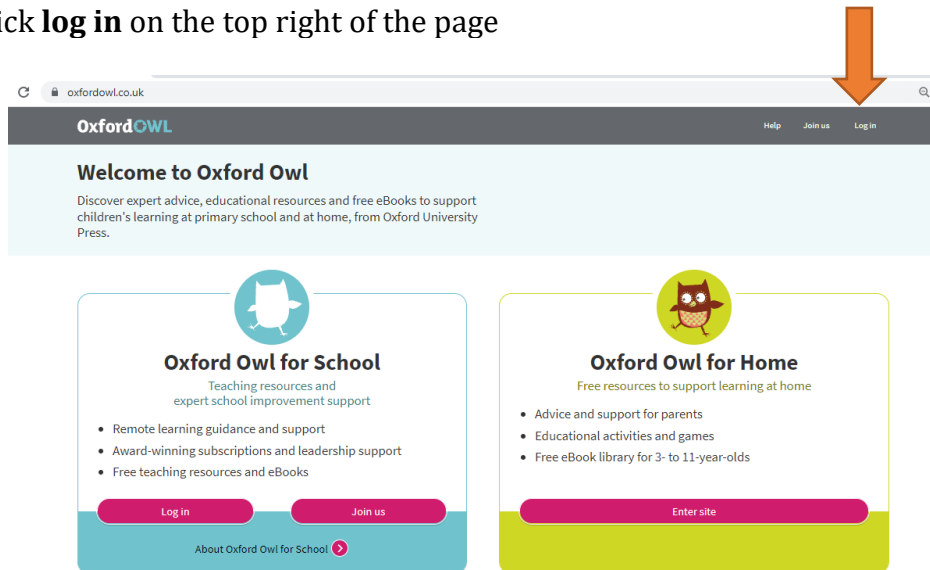 ick log in on the top right of the page
oxfordowl.co.uk
OxfordOWL
Help Join us Log in
Welcome to Oxford Owl
Discover expert advice, educational resources and free eBooks to support
children's learning at primary school and at home, from Oxford University
Press.
Oxford Owl for School
Teaching resources and
expert school improvement support
• Remote learning guidance and support
• Award-winning subscriptions and leadership support
• Free teaching resources and eBooks
Log in
Join us
About Oxford Owl for School
Oxford Owl for Home
Free resources to support learning at home
• Advice and support for parents
• Educational activities and games
• Free eBook library for 3- to 11-year-olds
Enter site